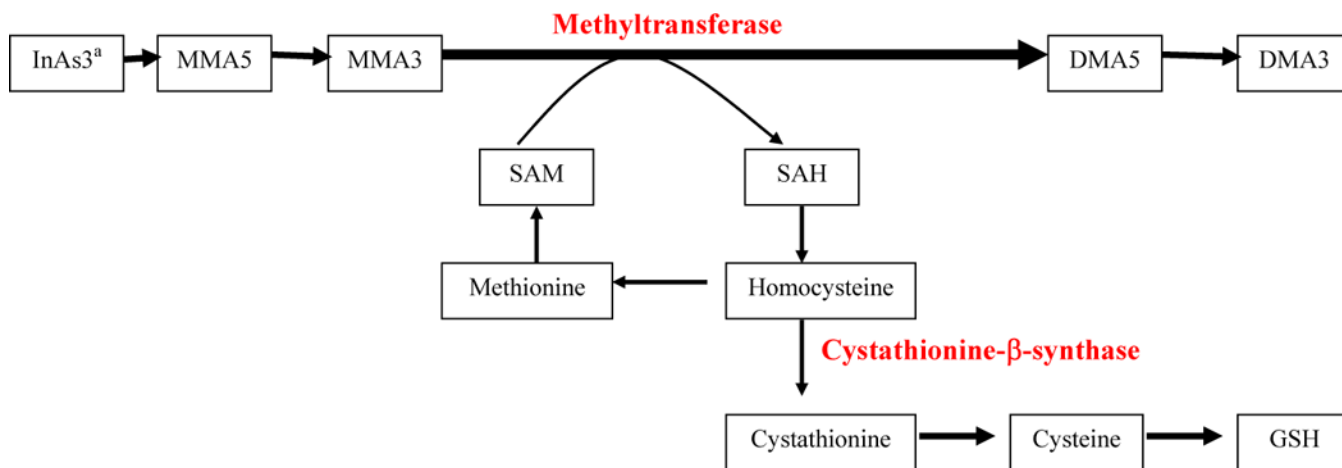 Methyltransferase
InAs3ª
MMA5
MMA3
DMA5
DMA3
SAM
SAH
Methionine
Homocysteine
Cystathionine-β-synthase
Cystathionine
Cysteine
GSH